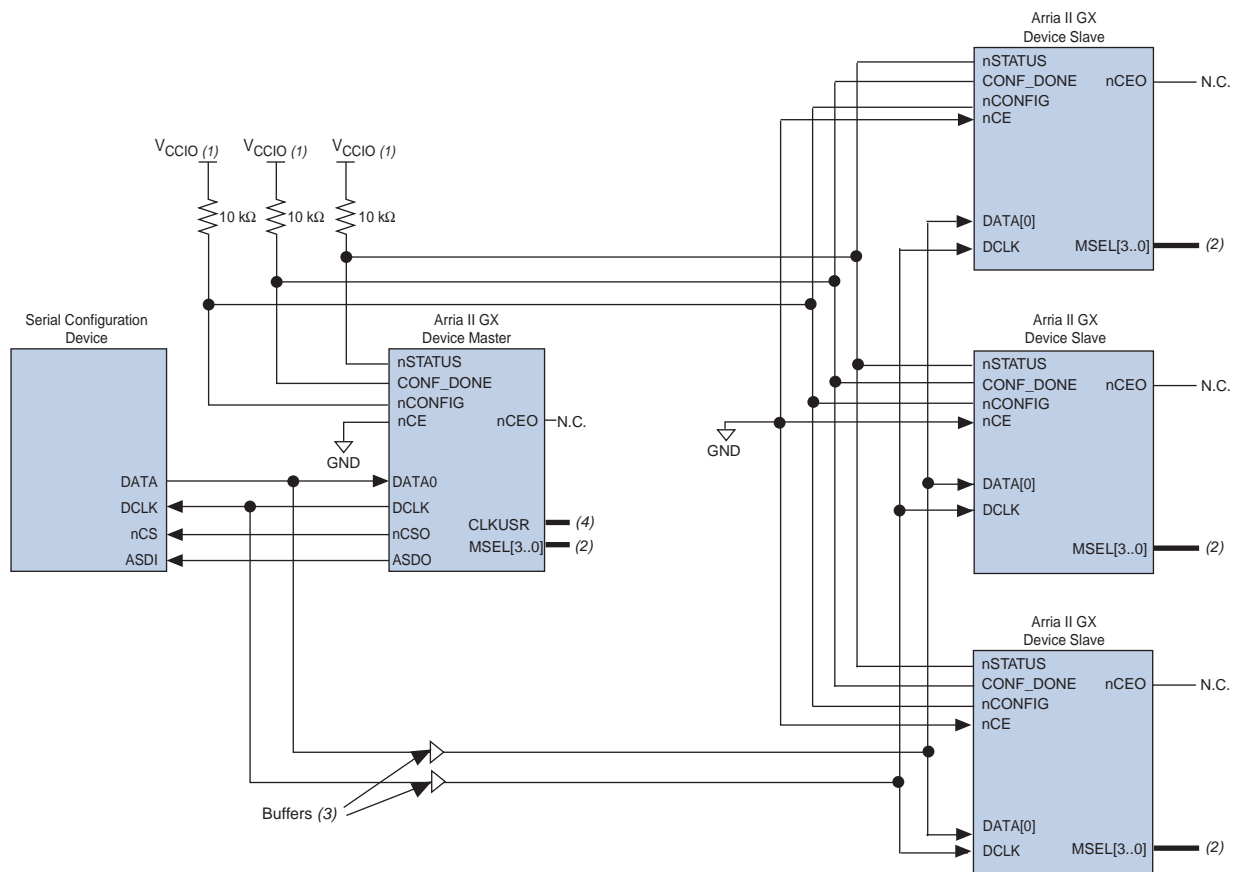 Arria II GX
Device Slave
nSTATUS
CONF_DONE
nCEO
N.C.
nCONFIG
nCE
DATA[0]
DCLK
MSEL[3..0]
(2)
VCCIO (1)
VCCIO (1)
VCCIO (1)
10 kΩ
10 kΩ
10 kΩ
Serial Configuration
Device
DATA
DCLK
nCS
ASDI
Arria II GX
Device Master
nSTATUS
CONF_DONE
nCONFIG
nCE
nCEO
N.C.
GND
DATA0
DCLK
nCSO
ASDO
CLKUSR
(4)
MSEL[3..0]
(2)
Arria II GX
Device Slave
nSTATUS
CONF_DONE
nCEO
N.C.
nCONFIG
nCE
GND
DATA[0]
DCLK
MSEL[3..0]
(2)
Arria II GX
Device Slave
nSTATUS
CONF_DONE
nCEO
N.C.
nCONFIG
nCE
DATA[0]
DCLK
MSEL[3..0]
(2)
Buffers (3)